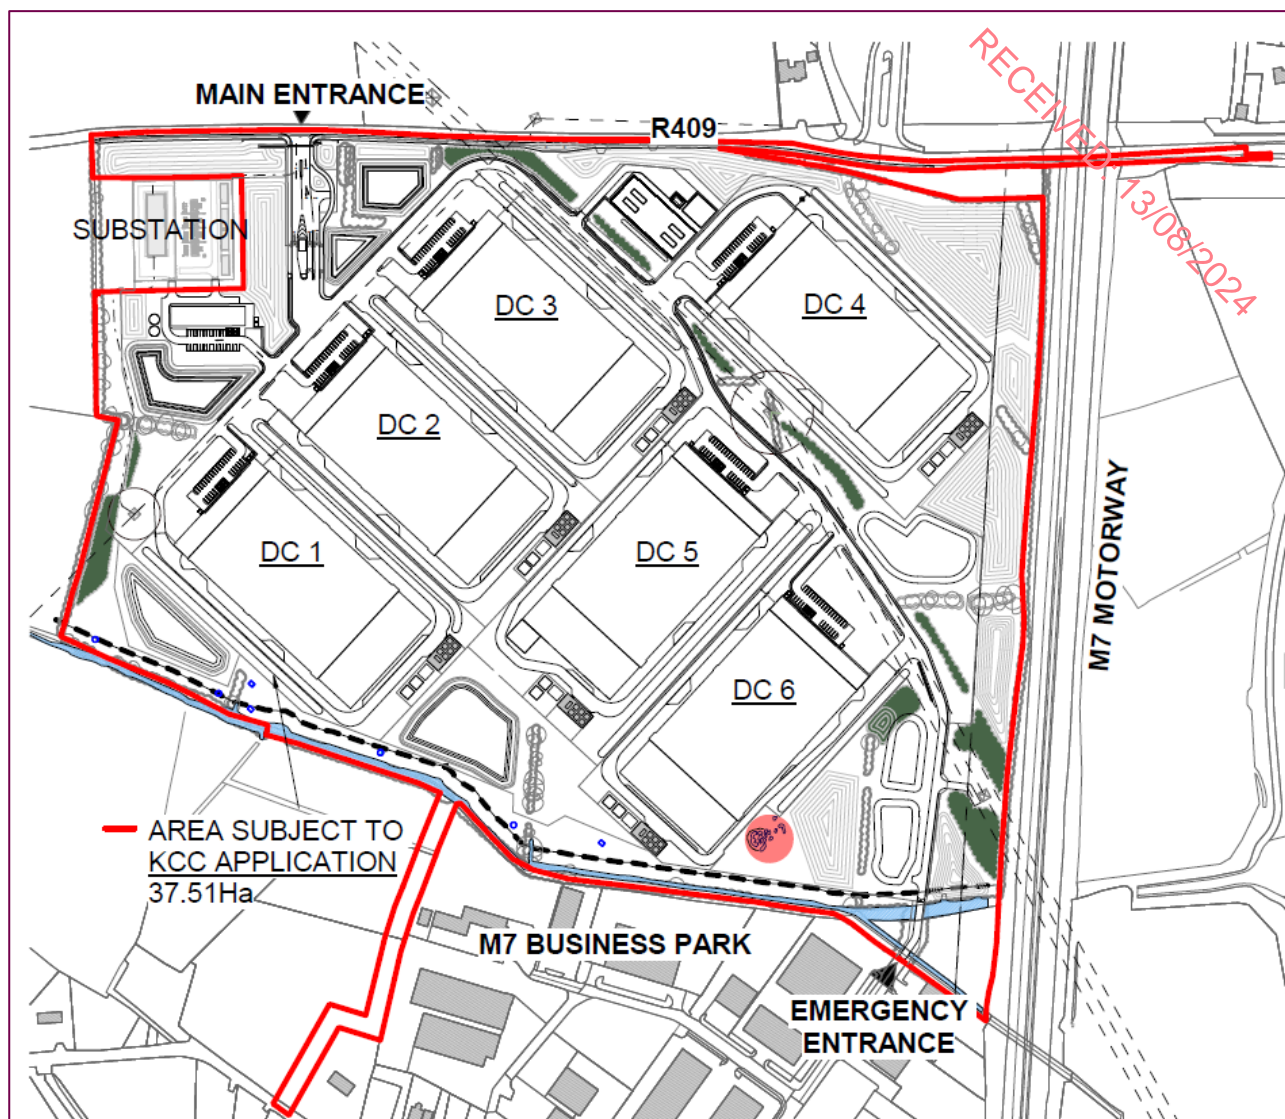 MAIN ENTRANCE
R409
RECEIVED: 13/08/2024
SUBSTATION
DC 3
DC 4
DC 2
DC 1
DC 5
DC 6
M7 MOTORWAY
AREA SUBJECT TO
KCC APPLICATION
37.51Ha
M7 BUSINESS PARK
EMERGENCY
ENTRANCE